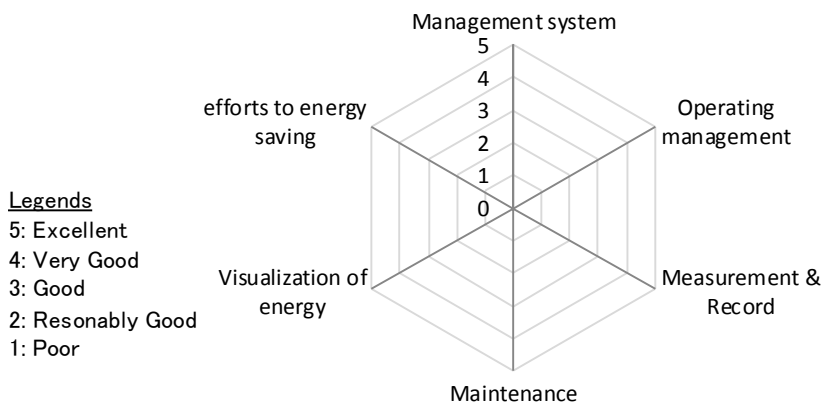 Management system
5
4
3
2
1
0
Operating
management
Measurement &
Record
Maintenance
Visualization of
energy
efforts to energy
saving
Legends
5: Excellent
4: Very Good
3: Good
2: Resonably Good
1: Poor